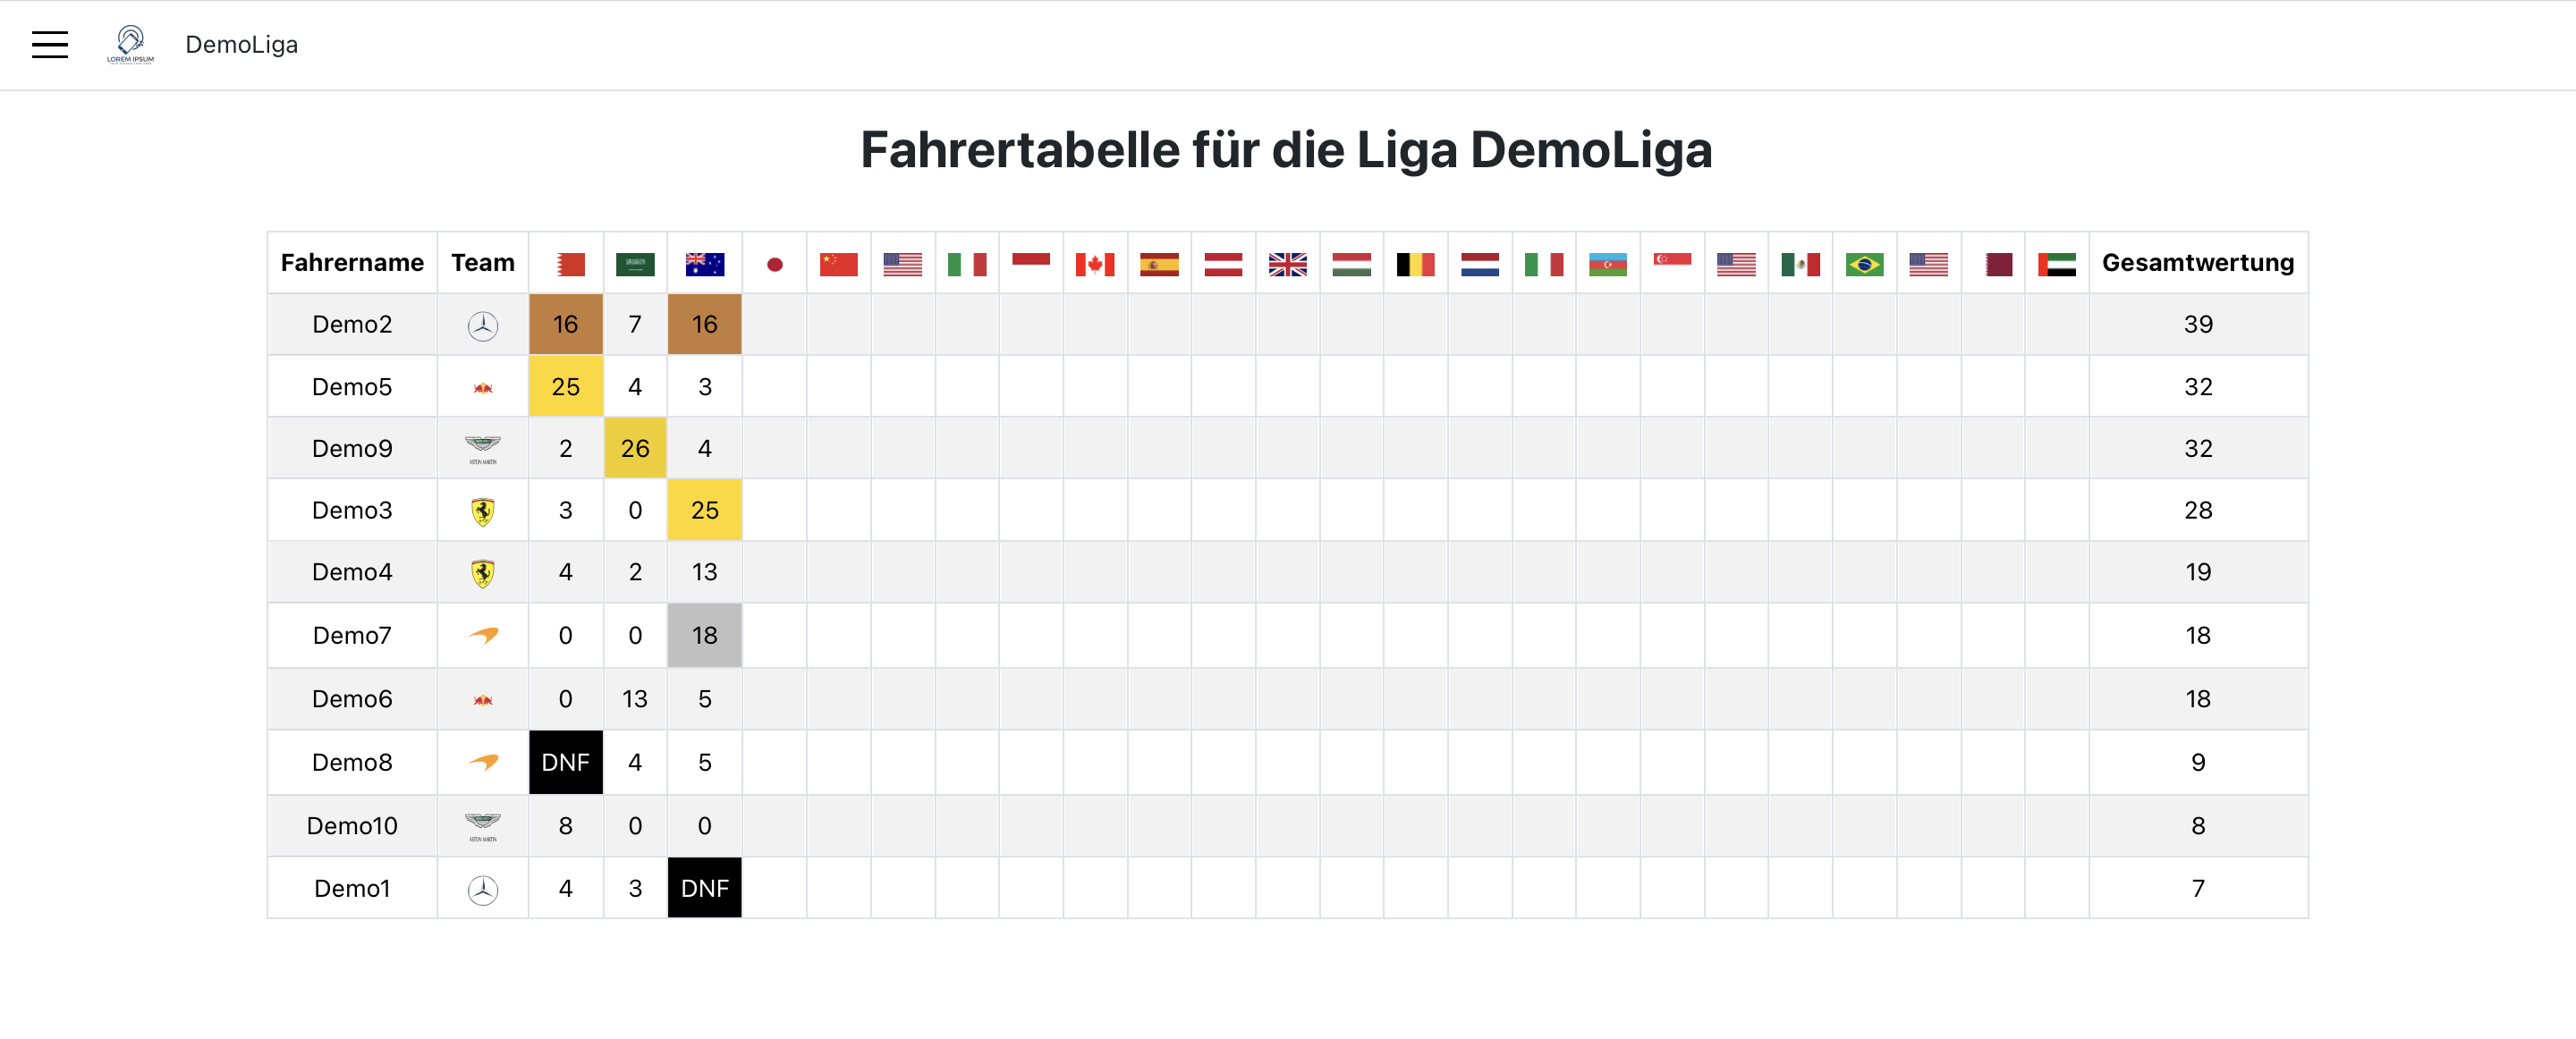 LOREM IPSUM
DemoLiga
Fahrertabelle für die Liga DemoLiga
Fahrername Team Gesamtwertung
Demo2 16 7 16 39
Demo5 25 4 3 32
Demo9 ASTON MARTIN 2 26 4 32
Demo3 3 0 25 28
Demo4 4 2 13 19
Demo7 0 0 18 18
Demo6 0 13 5 18
Demo8 DNF 4 5 9
Demo10 ASTON MARTIN 8 0 0 8
Demo1 4 3 DNF 7